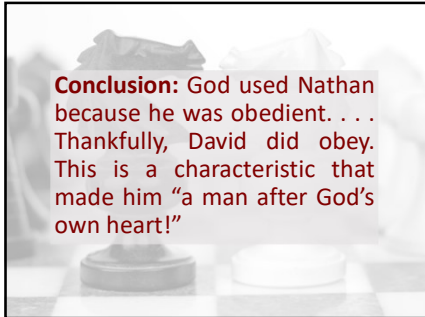 Conclusion: God used Nathan
because he was obedient. . . .
Thankfully, David did obey.
This is a characteristic that
made him “a man after God’s
own heart!”